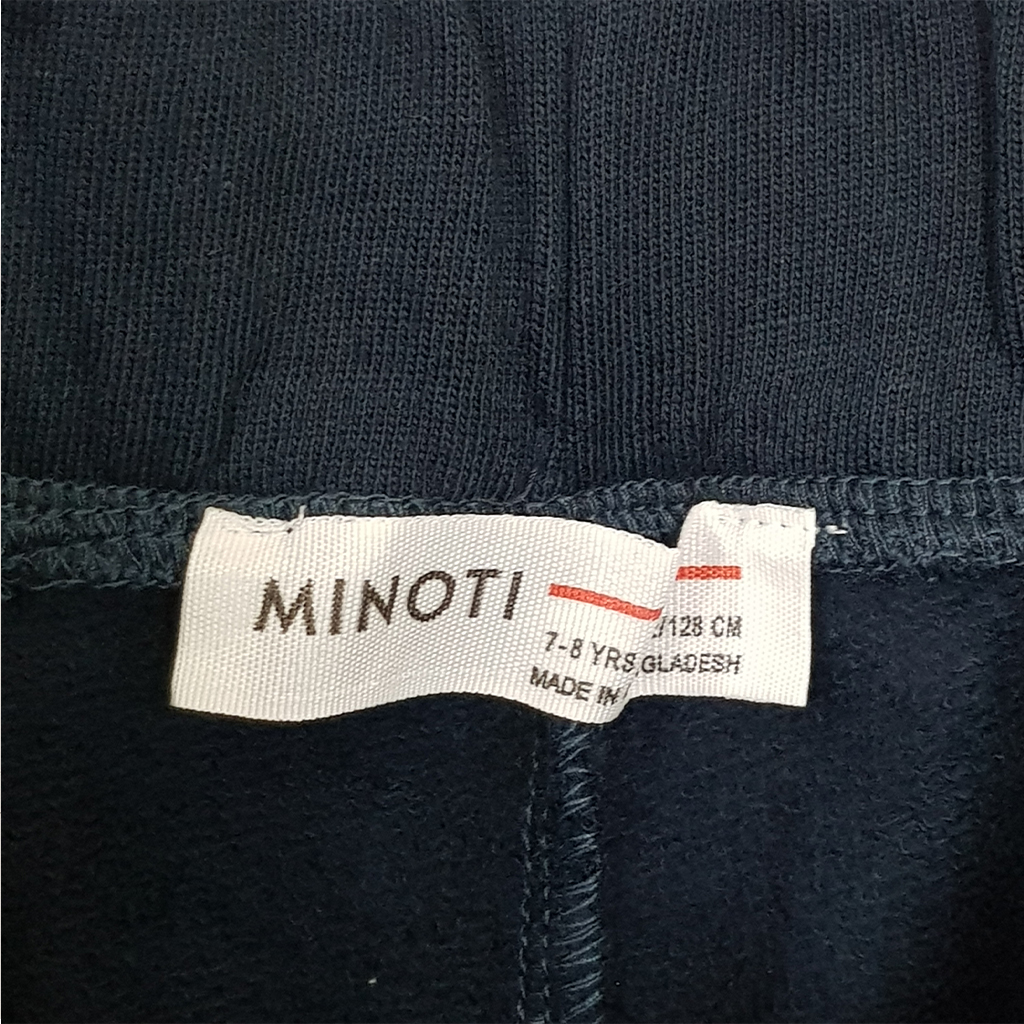 MINOTI
7-8 YRS /128 CM
MADE IN GLADESH